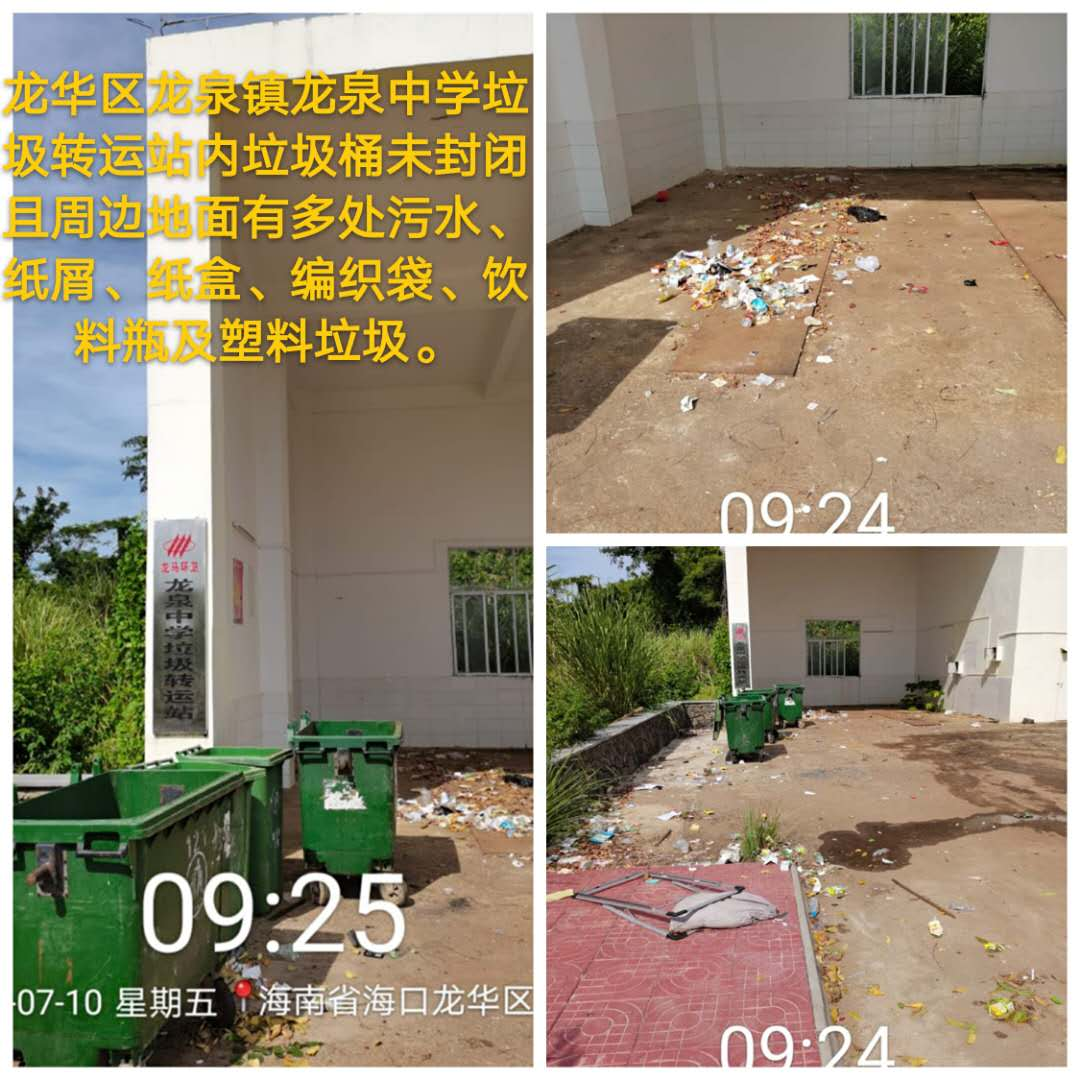 龙华区龙泉镇龙泉中学垃
圾转运站内垃圾桶未封闭
且周边地面有多处污水、
纸屑、纸盒、编织袋、饮
料瓶及塑料垃圾。
龙马环卫
龙泉中学垃圾转运站
09:25
-07-10 星期五 海南省海口龙华区
09:24
09:24